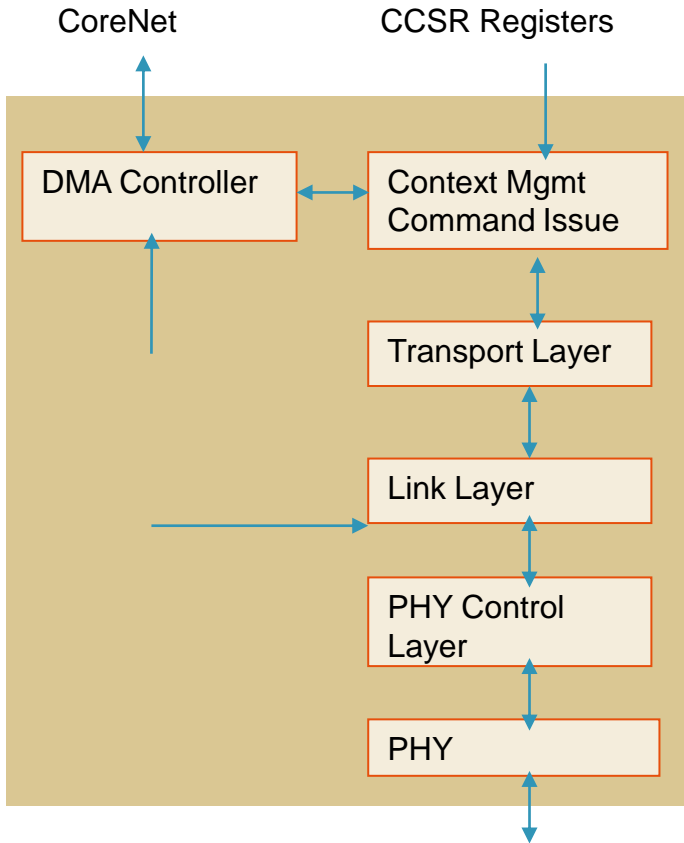 CoreNet
CCSR Registers
DMA Controller
Context Mgmt
Command Issue
Transport Layer
Link Layer
PHY Control
Layer
PHY